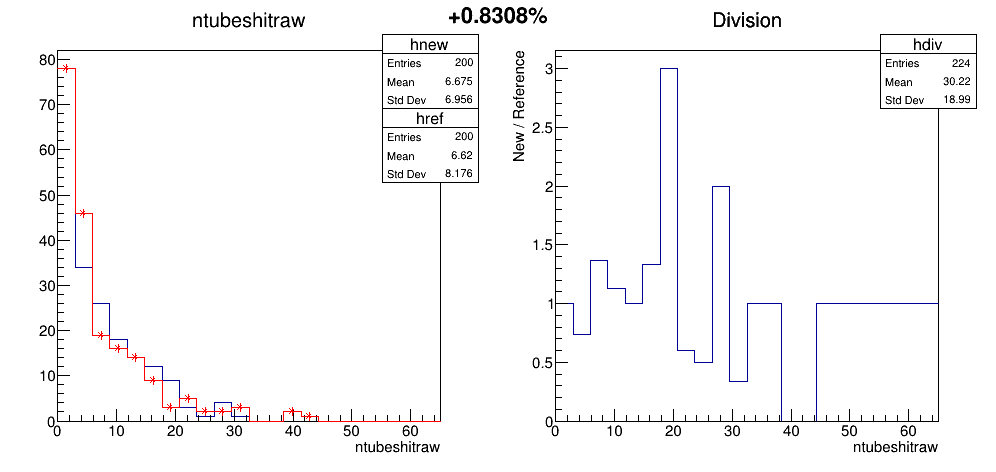 +0.8308%
ntubeshitraw
hnew
Entries 200
Mean 6.675
Std Dev 6.956
href
Entries 200
Mean 6.62
Std Dev 8.176
80
70
60
50
40
30
20
10
0
0 10 20 30 40 50 60
ntubeshitraw
Division
hdiv
Entries 224
Mean 30.22
Std Dev 18.99
New / Reference
3
2.5
2
1.5
1
0.5
0
0 10 20 30 40 50 60
ntubeshitraw